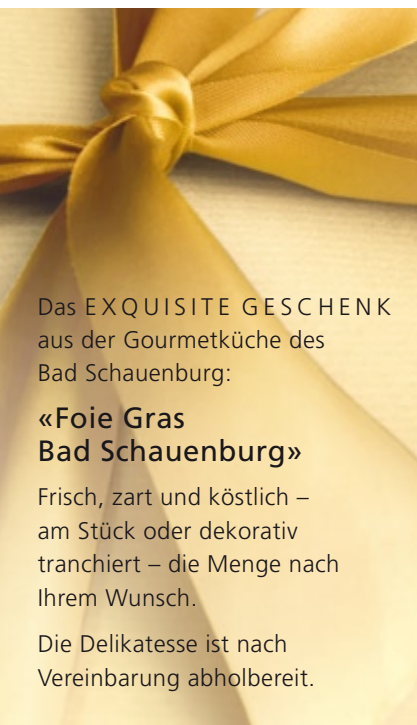 Das EXQUISITE GESCHENK
aus der Gourmetküche des
Bad Schauenburg:
«Foie Gras
Bad Schauenburg»
Frisch, zart und köstlich –
am Stück oder dekorativ
tranchiert – die Menge nach
Ihrem Wunsch.
Die Delikatesse ist nach
Vereinbarung abholbereit.